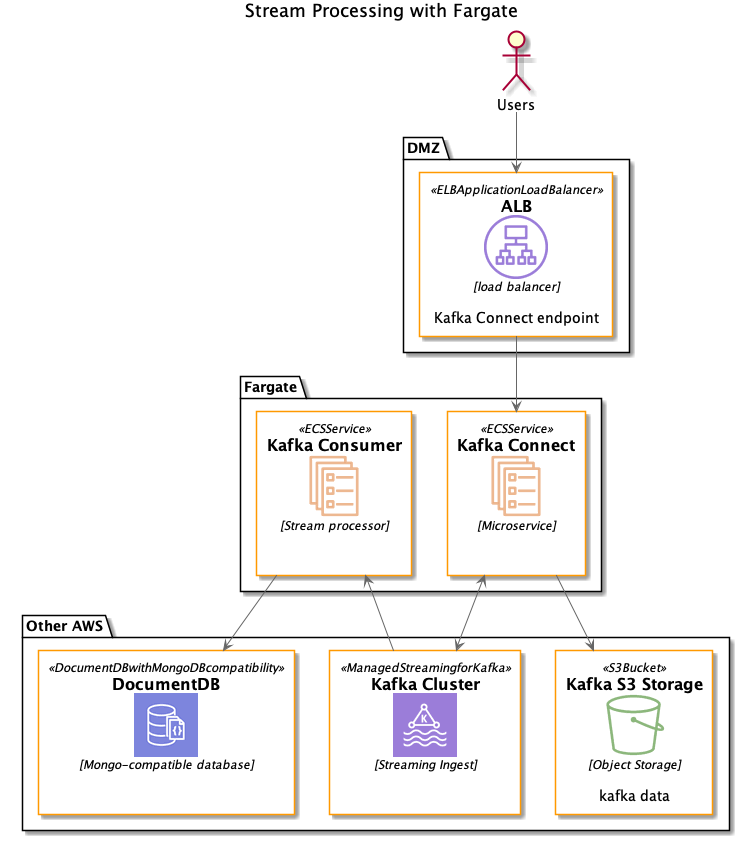 Stream Processing with Fargate
Users
DMZ
«ELBApplicationLoadBalancer»
ALB
[load balancer]
Kafka Connect endpoint
Fargate
«ECSService»
Kafka Consumer
[Stream processor]
«ECSService»
Kafka Connect
[Microservice]
Other AWS
«DocumentDBwithMongoDBcompatibility»
DocumentDB
{}
[Mongo-compatible database]
«ManagedStreamingforKafka»
Kafka Cluster
K
[Streaming Ingest]
«S3Bucket»
Kafka S3 Storage
[Object Storage]
kafka data